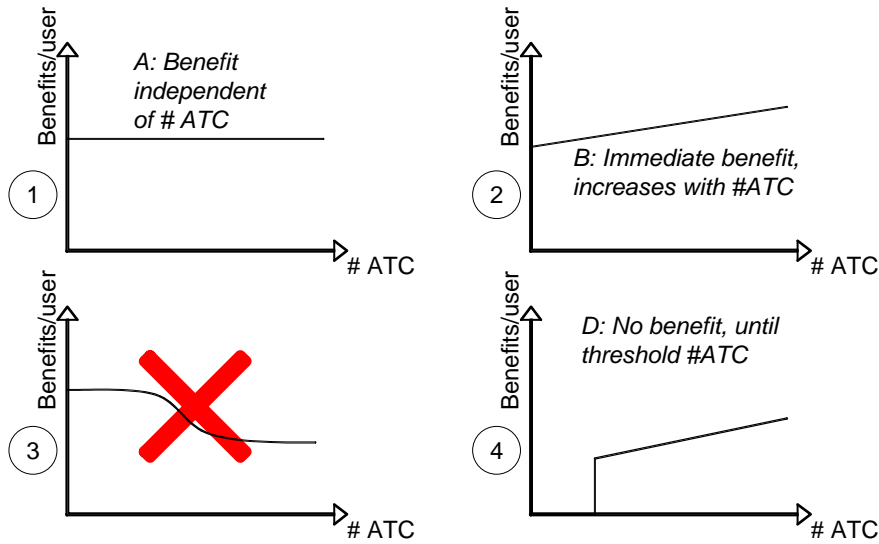 Benefits/user
A: Benefit
independent
of # ATC
1
# ATC
Benefits/user
B: Immediate benefit,
increases with #ATC
2
# ATC
Benefits/user
3
# ATC
Benefits/user
D: No benefit, until
threshold #ATC
4
# ATC